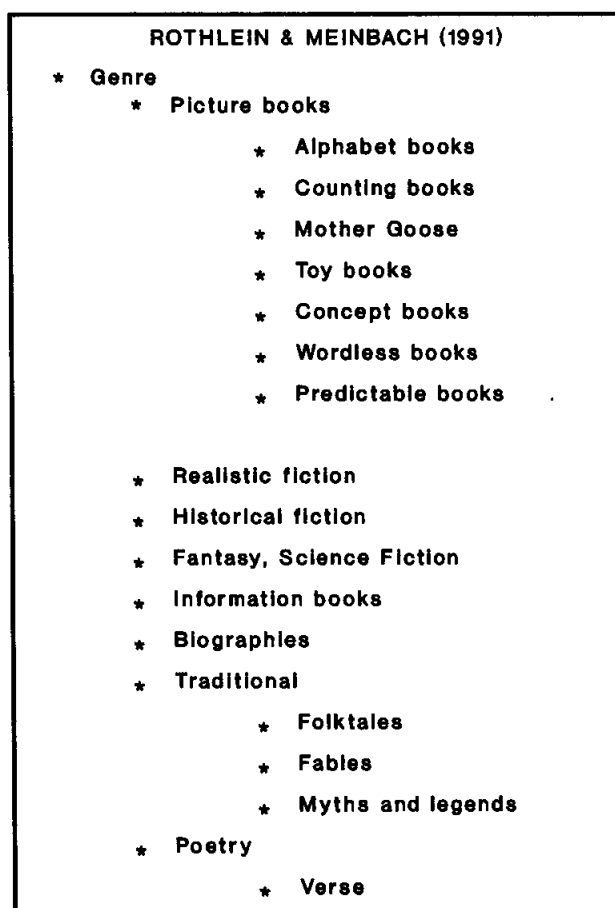 ROTHLEIN & MEINBACH (1991)
* Genre
* Picture books
* Alphabet books
* Counting books
* Mother Goose
* Toy books
* Concept books
* Wordless books
* Predictable books
* Realistic fiction
* Historical fiction
* Fantasy, Science Fiction
* Information books
* Biographies
* Traditional
* Folktales
* Fables
* Myths and legends
* Poetry
* Verse